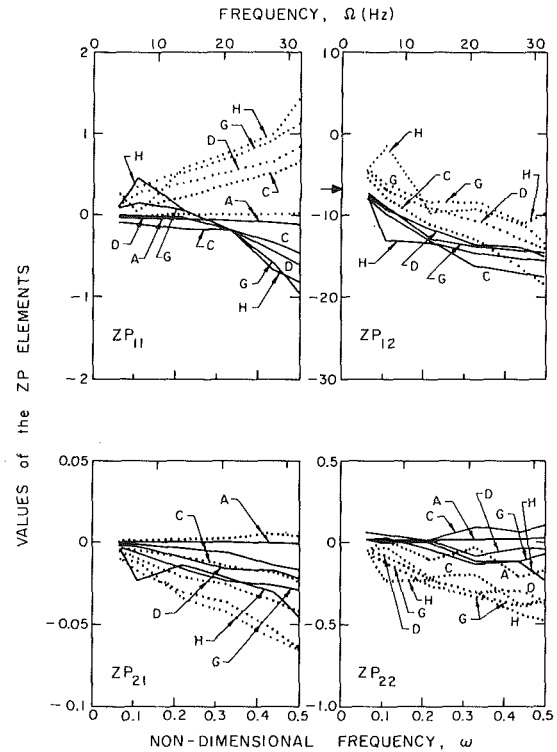 FREQUENCY, Ω (Hz)
0 10 20 30
0 10 20 30
2
1
0
-1
-2
H
G
D
A
C
D A G C
C
D
G
H
ZP11
10
0
-10
-20
-30
H
C G D H
H D G C
ZP12
VALUES of the ZP ELEMENTS
0.05
0
-0.05
-0.1
A
C
D H G
ZP21
0.5
0
-0.5
-1.0
A D H
C G
C A
D
H
G G
D H
ZP22
0 0.1 0.2 0.3 0.4 0.5
0 0.1 0.2 0.3 0.4 0.5
NON-DIMENSIONAL FREQUENCY, ω